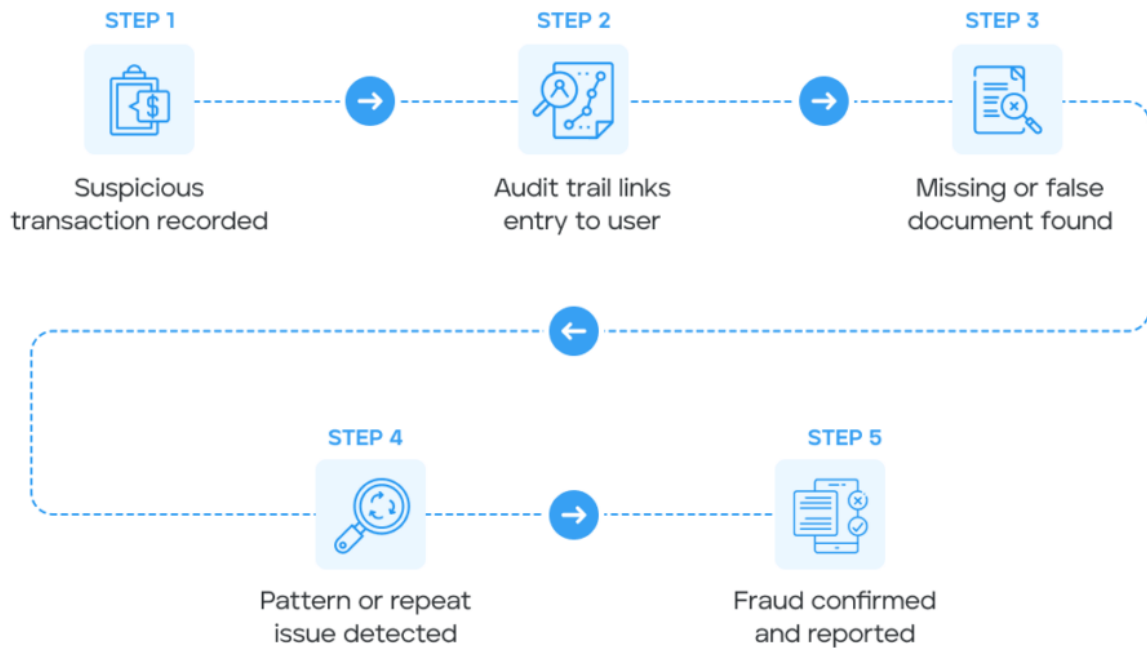 STEP 1
STEP 2
STEP 3
$
Suspicious
transaction recorded
Audit trail links
entry to user
Missing or false
document found
STEP 4
STEP 5
Pattern or repeat
issue detected
Fraud confirmed
and reported